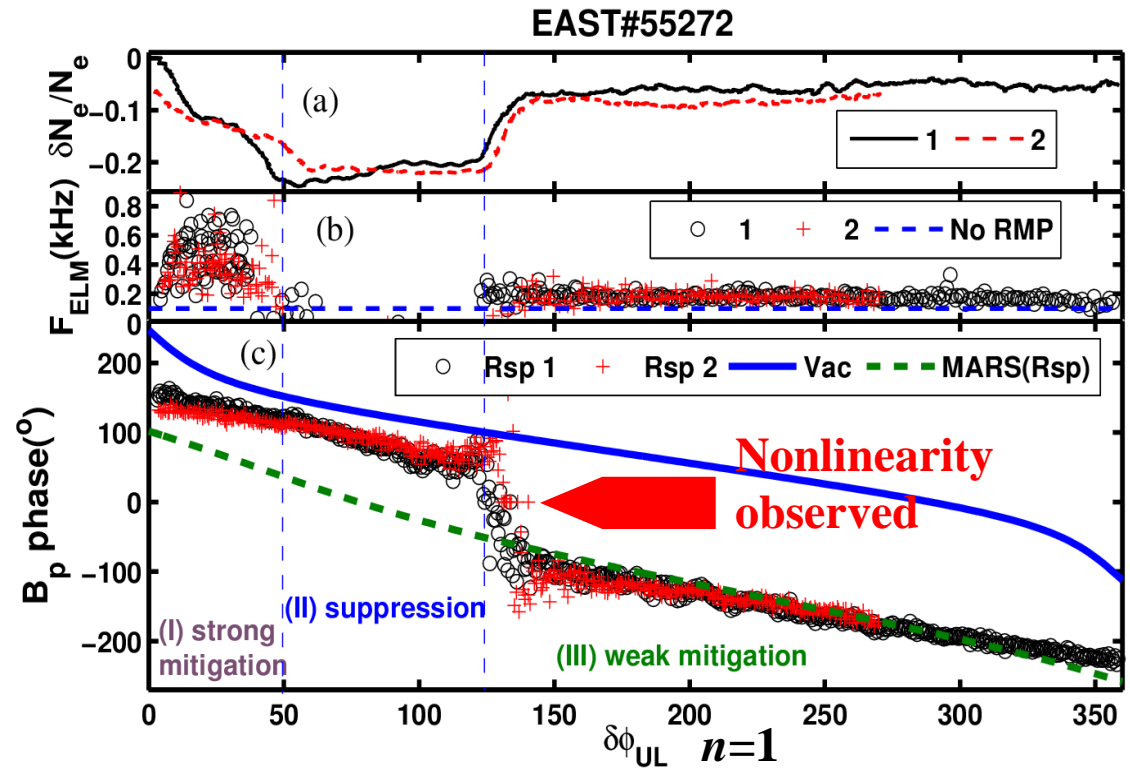 EAST#55272
δN_e/N_e
0
−0.1
−0.2
(a)
1 2
F_ELM(kHz)
0.8
0.6
0.4
0.2
0
(b)
1 2 No RMP
B_p phase(°)
200
100
0
−100
−200
(c)
Rsp 1 Rsp 2 Vac MARS(Rsp)
Nonlinearity
observed
(I) strong
mitigation
(II) suppression
(III) weak mitigation
0 50 100 150 200 250 300 350
δϕ_UL n=1